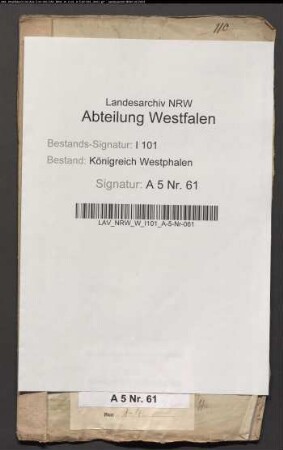 110
Landesarchiv NRW
Abteilung Westfalen
Bestands-Signatur: I 101
Bestand: Königreich Westphalen
Signatur: A 5 Nr. 61
LAV_NRW_W_I101_A-5-Nr-061
A 5 Nr. 61